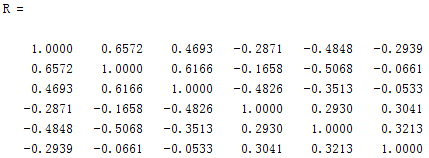 R =
1.0000 0.6572 0.4693 -0.2871 -0.4848 -0.2939
0.6572 1.0000 0.6166 -0.1658 -0.5068 -0.0661
0.4693 0.6166 1.0000 -0.4826 -0.3513 -0.0533
-0.2871 -0.1658 -0.4826 1.0000 0.2930 0.3041
-0.4848 -0.5068 -0.3513 0.2930 1.0000 0.3213
-0.2939 -0.0661 -0.0533 0.3041 0.3213 1.0000